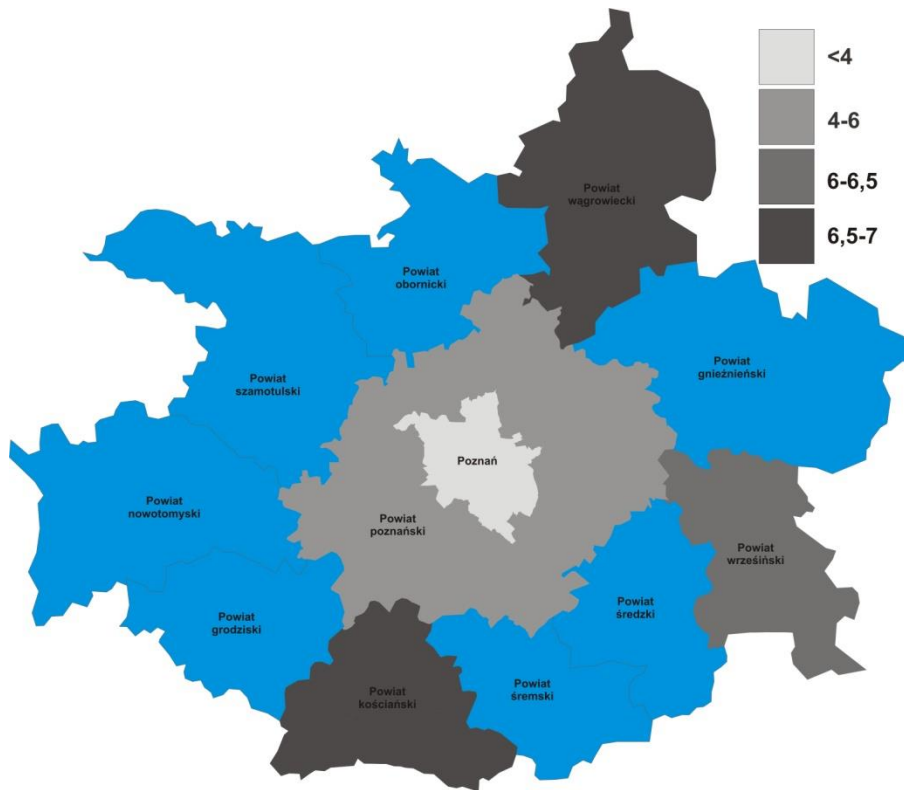 <4
4-6
6-6,5
6,5-7
Powiat
wągrowiecki
Powiat
obornicki
Powiat
gnieźnieński
Powiat
szamotulski
Poznań
Powiat
nowotomyski
Powiat
poznański
Powiat
wrześiński
Powiat
średzki
Powiat
grodziski
Powiat
kościański
Powiat
śremski